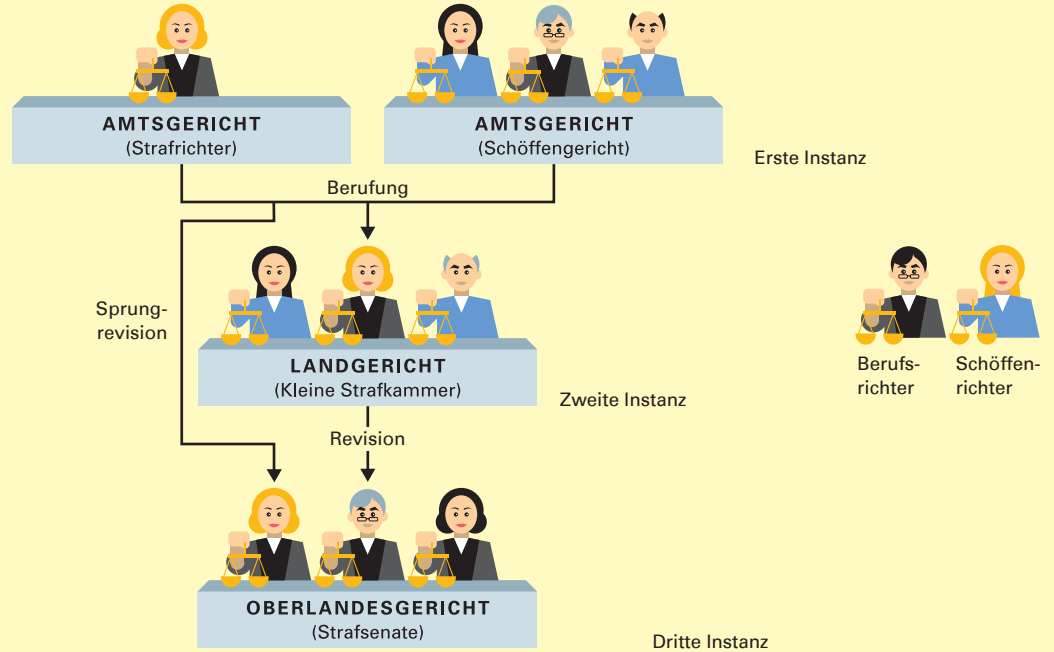 AMTSGERICHT
(Strafrichter)
AMTSGERICHT
(Schöffengericht)
Erste Instanz
Berufung
Sprung-
revision
LANDGERICHT
(Kleine Strafkammer)
Zweite Instanz
Berufs-
richter
Schöffen-
richter
Revision
OBERLANDESGERICHT
(Strafsenate)
Dritte Instanz